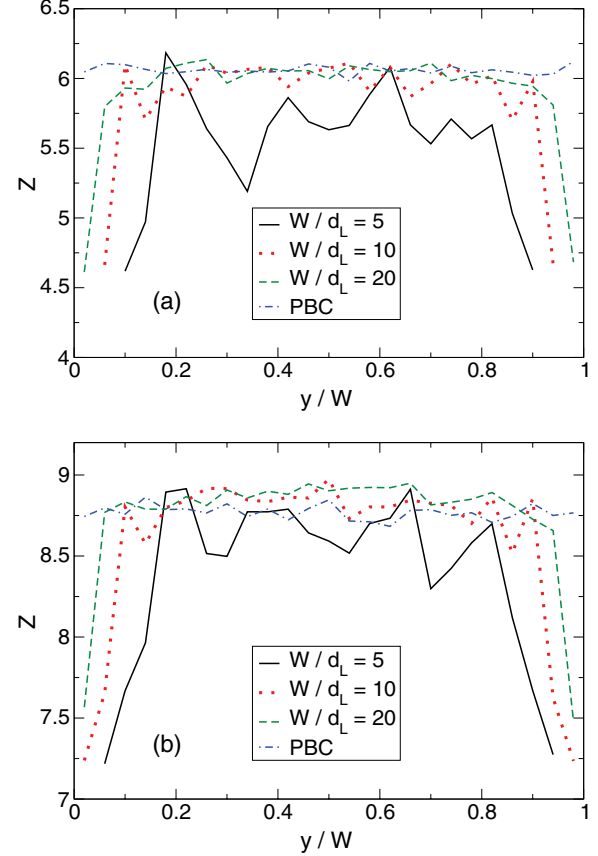 6.5
6
5.5
5
4.5
4
Z
W / d_L = 5
W / d_L = 10
W / d_L = 20
PBC
(a)
0 0.2 0.4 0.6 0.8 1
y / W
9
8.5
8
7.5
7
Z
W / d_L = 5
W / d_L = 10
W / d_L = 20
PBC
(b)
0 0.2 0.4 0.6 0.8 1
y / W